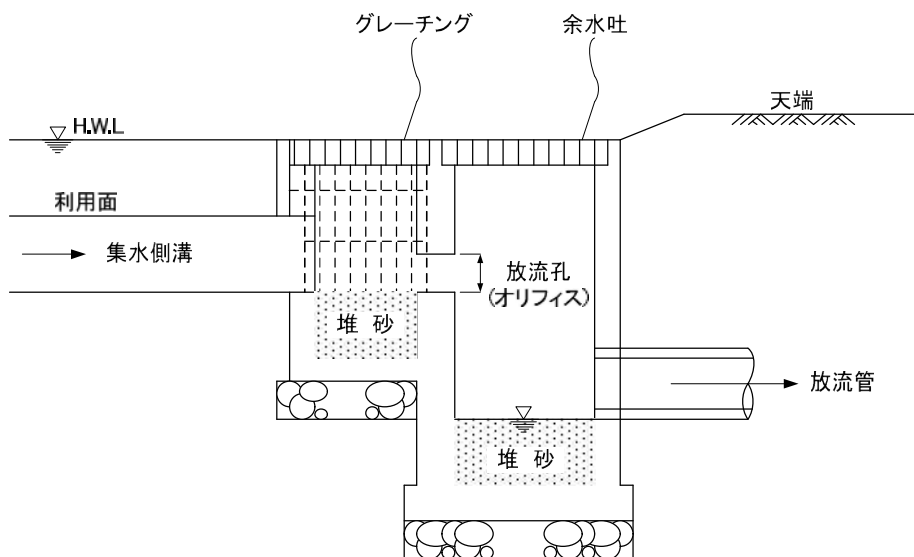 グレーチング
余水吐
天端
H.W.L
利用面
集水側溝
放流孔
(オリフィス)
堆 砂
放流管
堆 砂